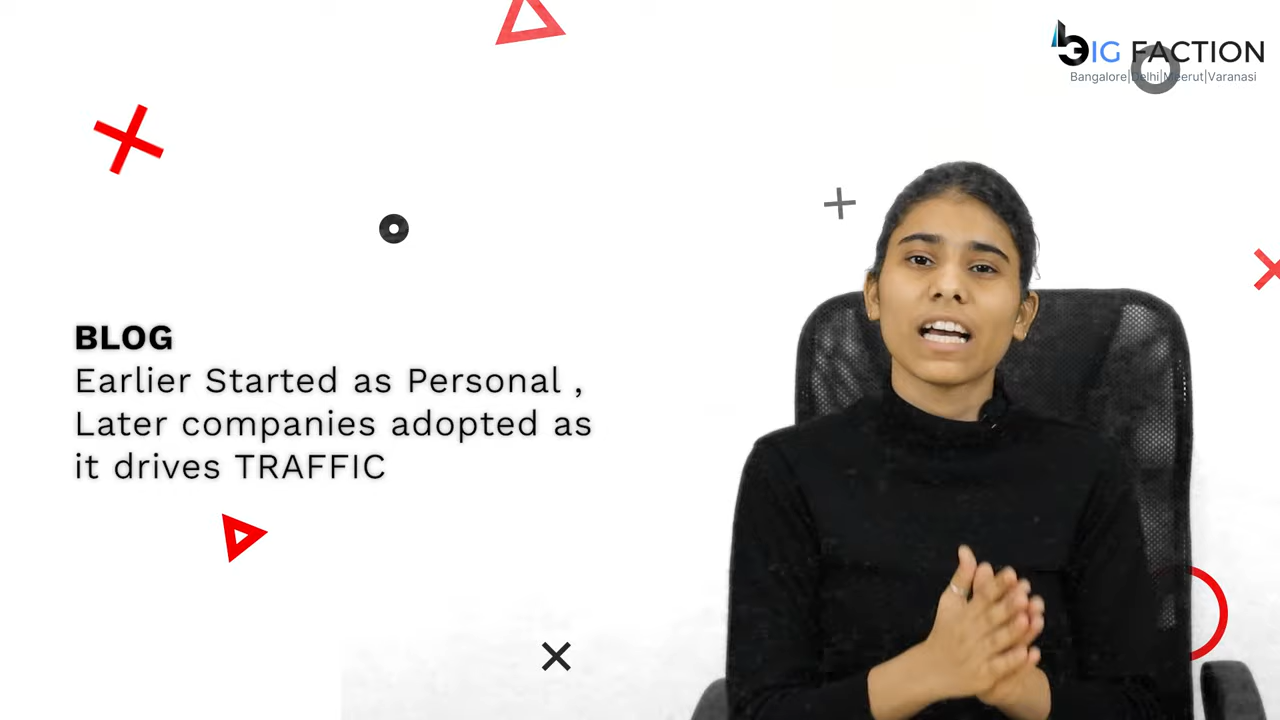 BIG FACTION
Bangalore|Delhi|Meerut|Varanasi
BLOG
Earlier Started as Personal ,
Later companies adopted as
it drives TRAFFIC